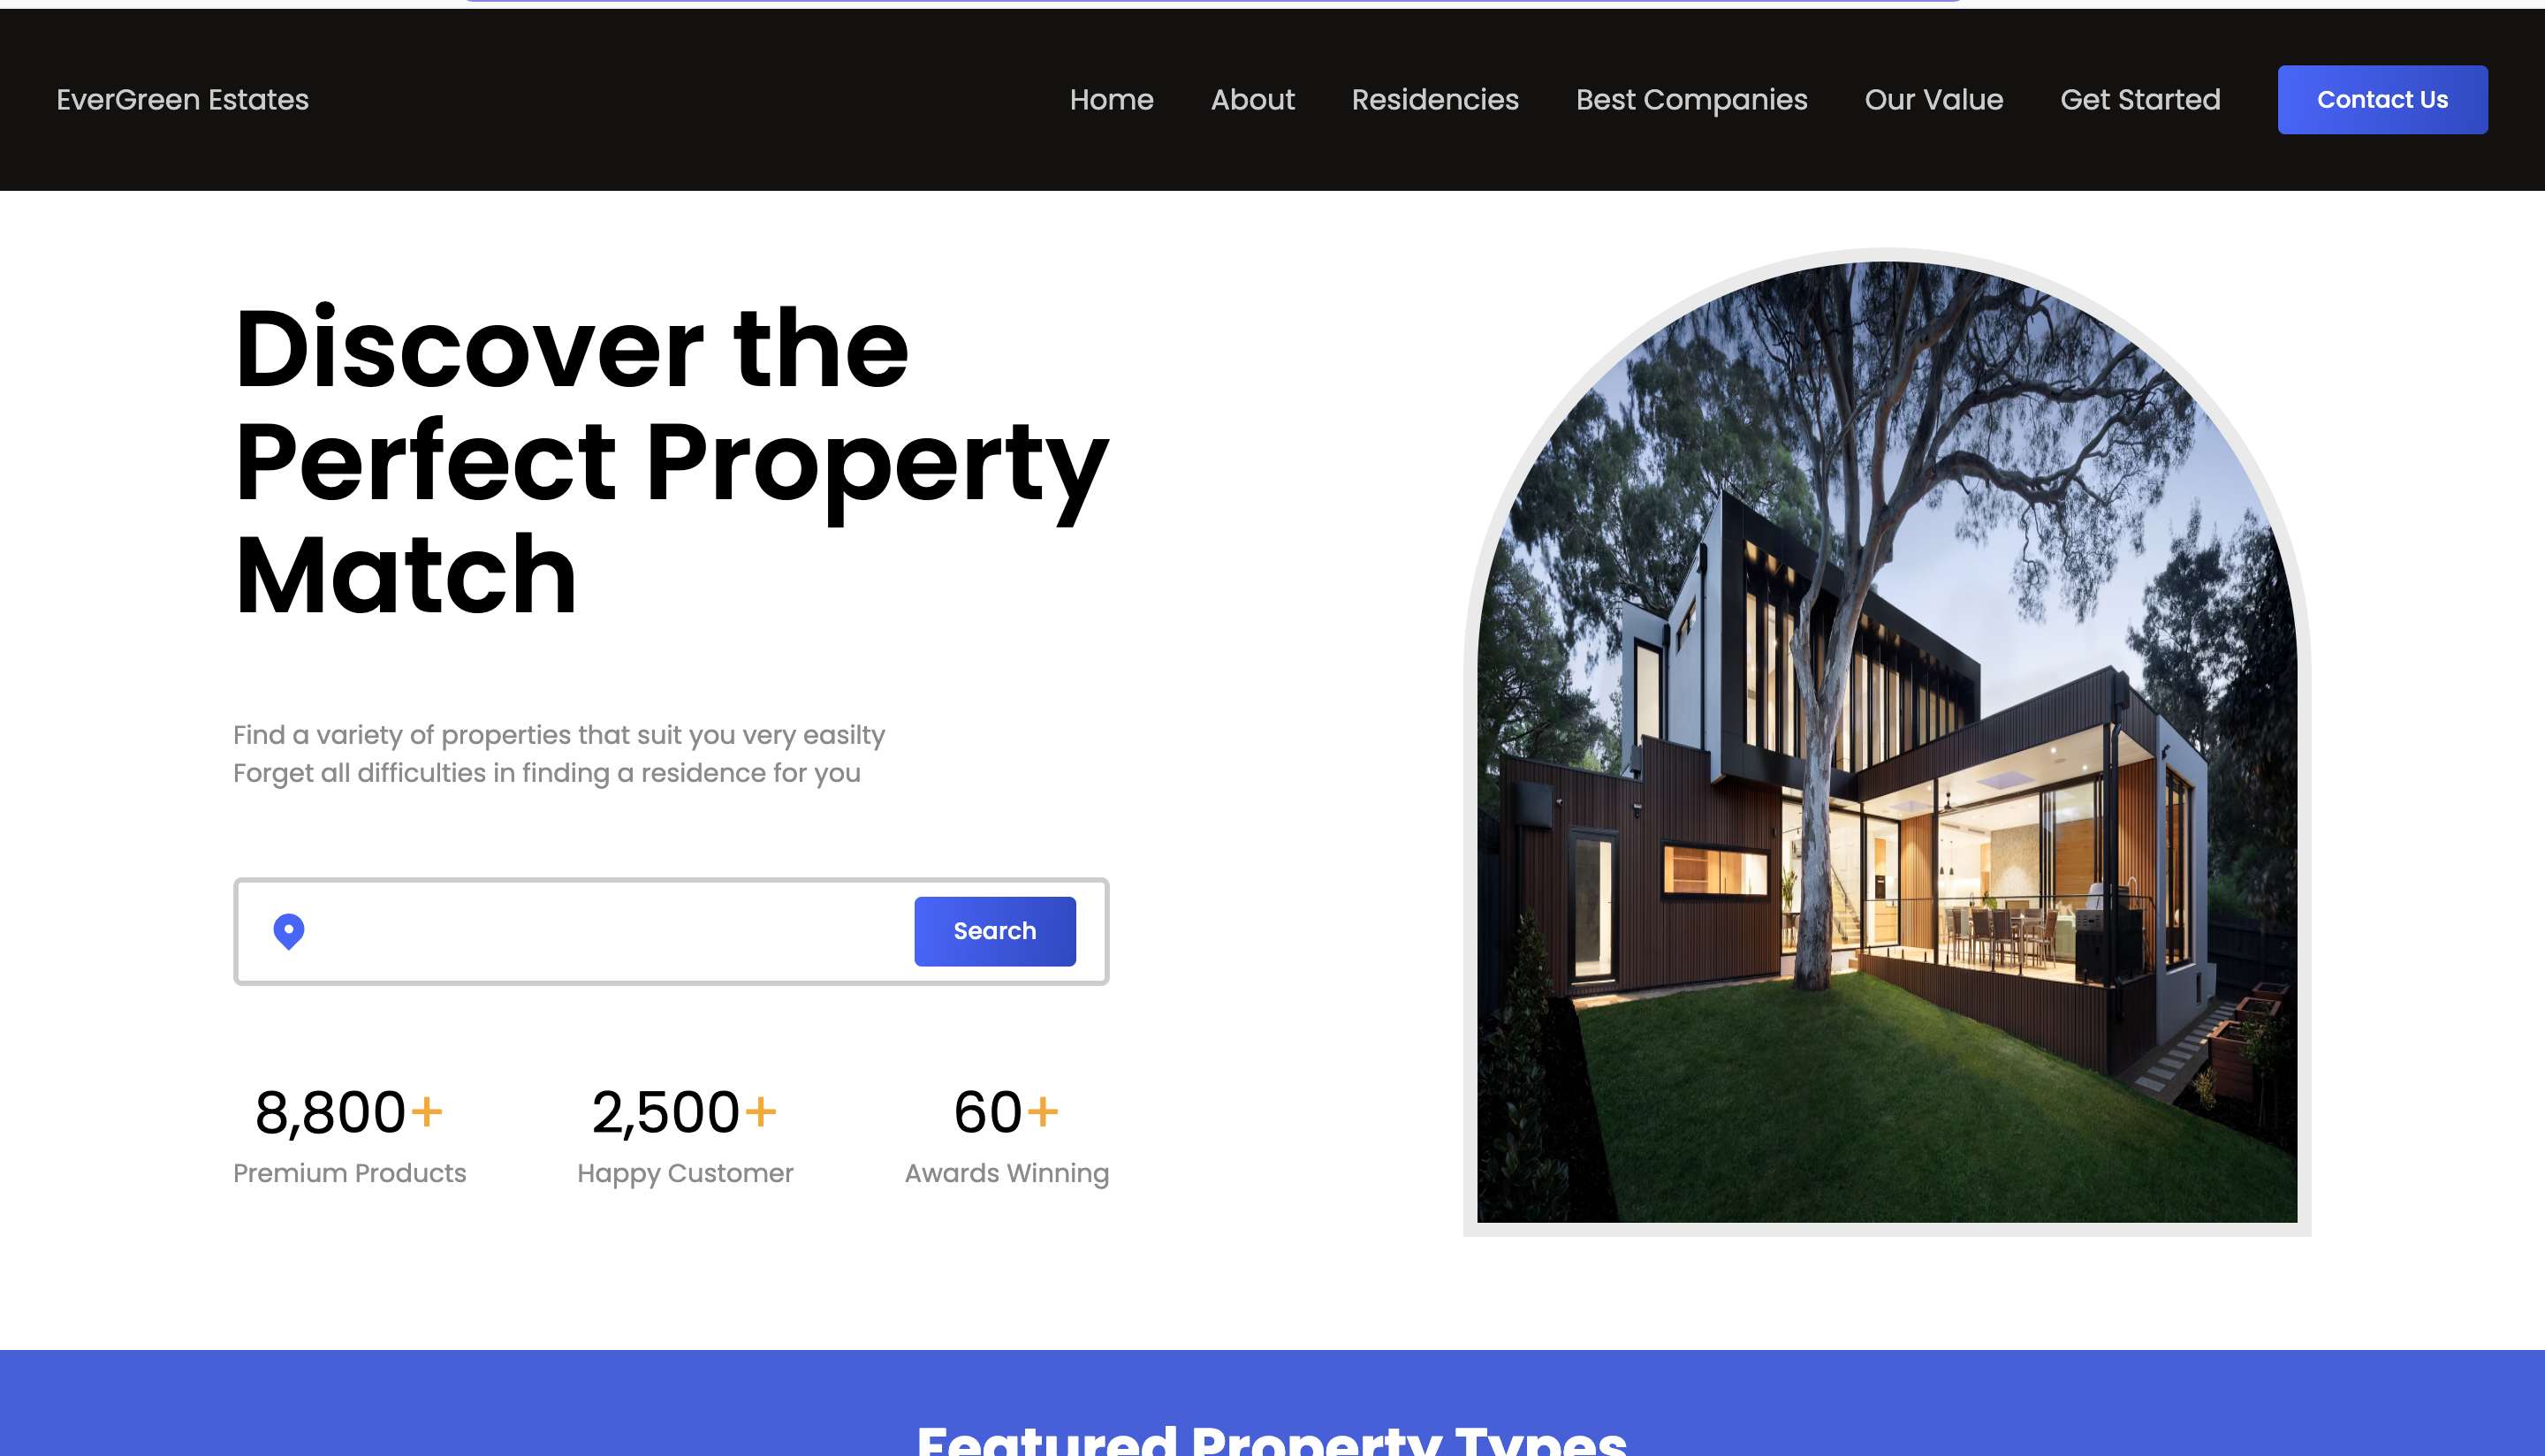 EverGreen Estates
Home
About
Residencies
Best Companies
Our Value
Get Started
Contact Us
Discover the
Perfect Property
Match
Find a variety of properties that suit you very easilty
Forget all difficulties in finding a residence for you
Search
8,800+
Premium Products
2,500+
Happy Customer
60+
Awards Winning
Featured Property Types